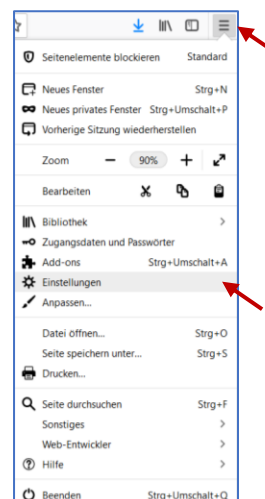 Seitenelemente blockieren Standard
Neues Fenster Strg+N
Neues privates Fenster Strg+Umschalt+P
Vorherige Sitzung wiederherstellen
Zoom 90%
Bearbeiten
Bibliothek
Zugangsdaten und Passwörter
Add-ons Strg+Umschalt+A
Einstellungen
Anpassen...
Datei öffnen... Strg+O
Seite speichern unter... Strg+S
Drucken...
Seite durchsuchen Strg+F
Sonstiges
Web-Entwickler
Hilfe
Beenden Strg+Umschalt+Q